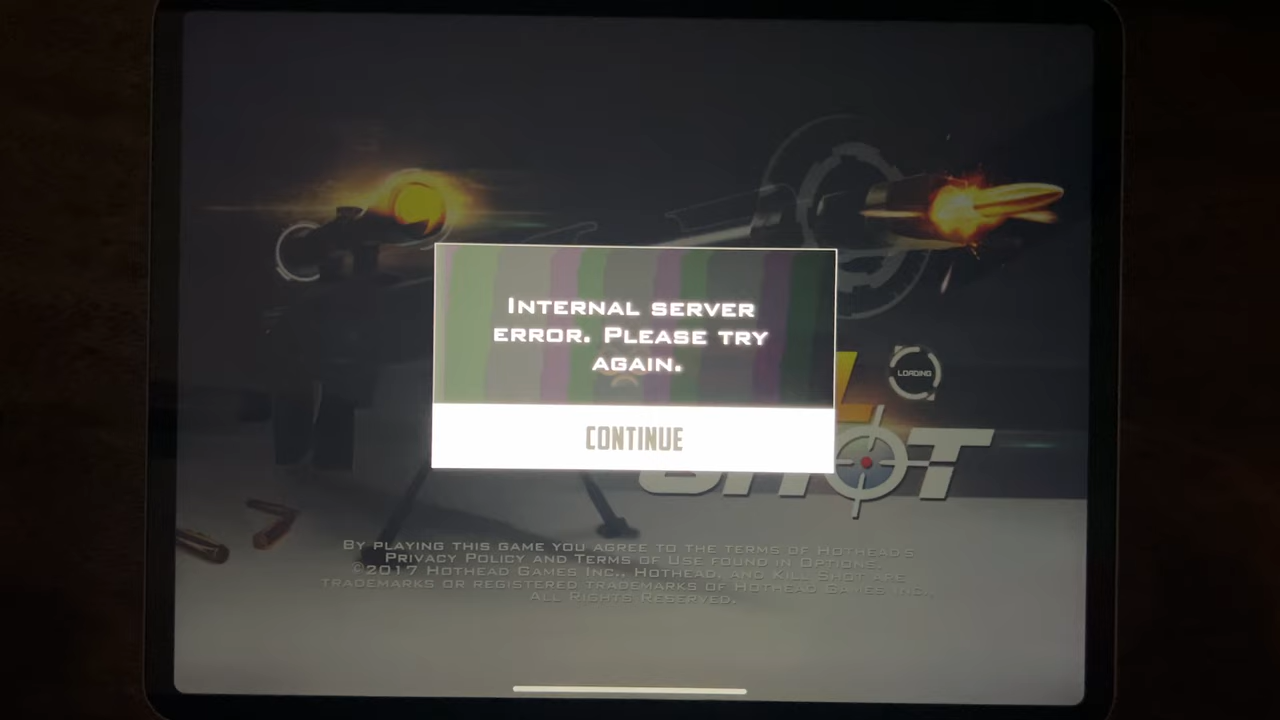 Internal server
error. Please try
again.
CONTINUE
LOADING
SHOT
By playing this game you agree to the terms of Hothead's
Privacy Policy and Terms of Use found in Options.
©2017 Hothead Games Inc., Hothead, and Kill Shot are
trademarks or registered trademarks of Hothead Games Inc.,
All Rights Reserved.